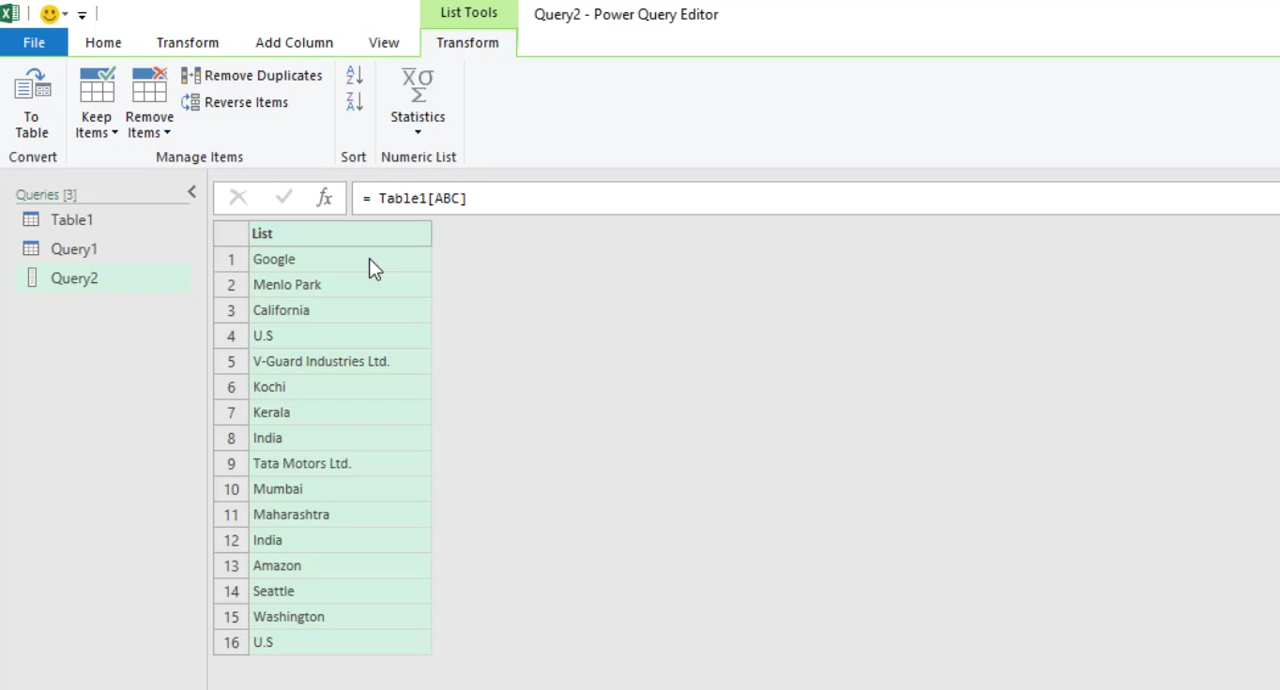 List Tools
Query2 - Power Query Editor
File Home Transform Add Column View Transform
To Table
Keep Items
Remove Items
Remove Duplicates
Reverse Items
A Z
Z A
X̄σ Σ
Statistics
Convert Manage Items Sort Numeric List
Queries [3]
Table1
Query1
Query2
fx = Table1[ABC]
List
1 Google
2 Menlo Park
3 California
4 U.S
5 V-Guard Industries Ltd.
6 Kochi
7 Kerala
8 India
9 Tata Motors Ltd.
10 Mumbai
11 Maharashtra
12 India
13 Amazon
14 Seattle
15 Washington
16 U.S